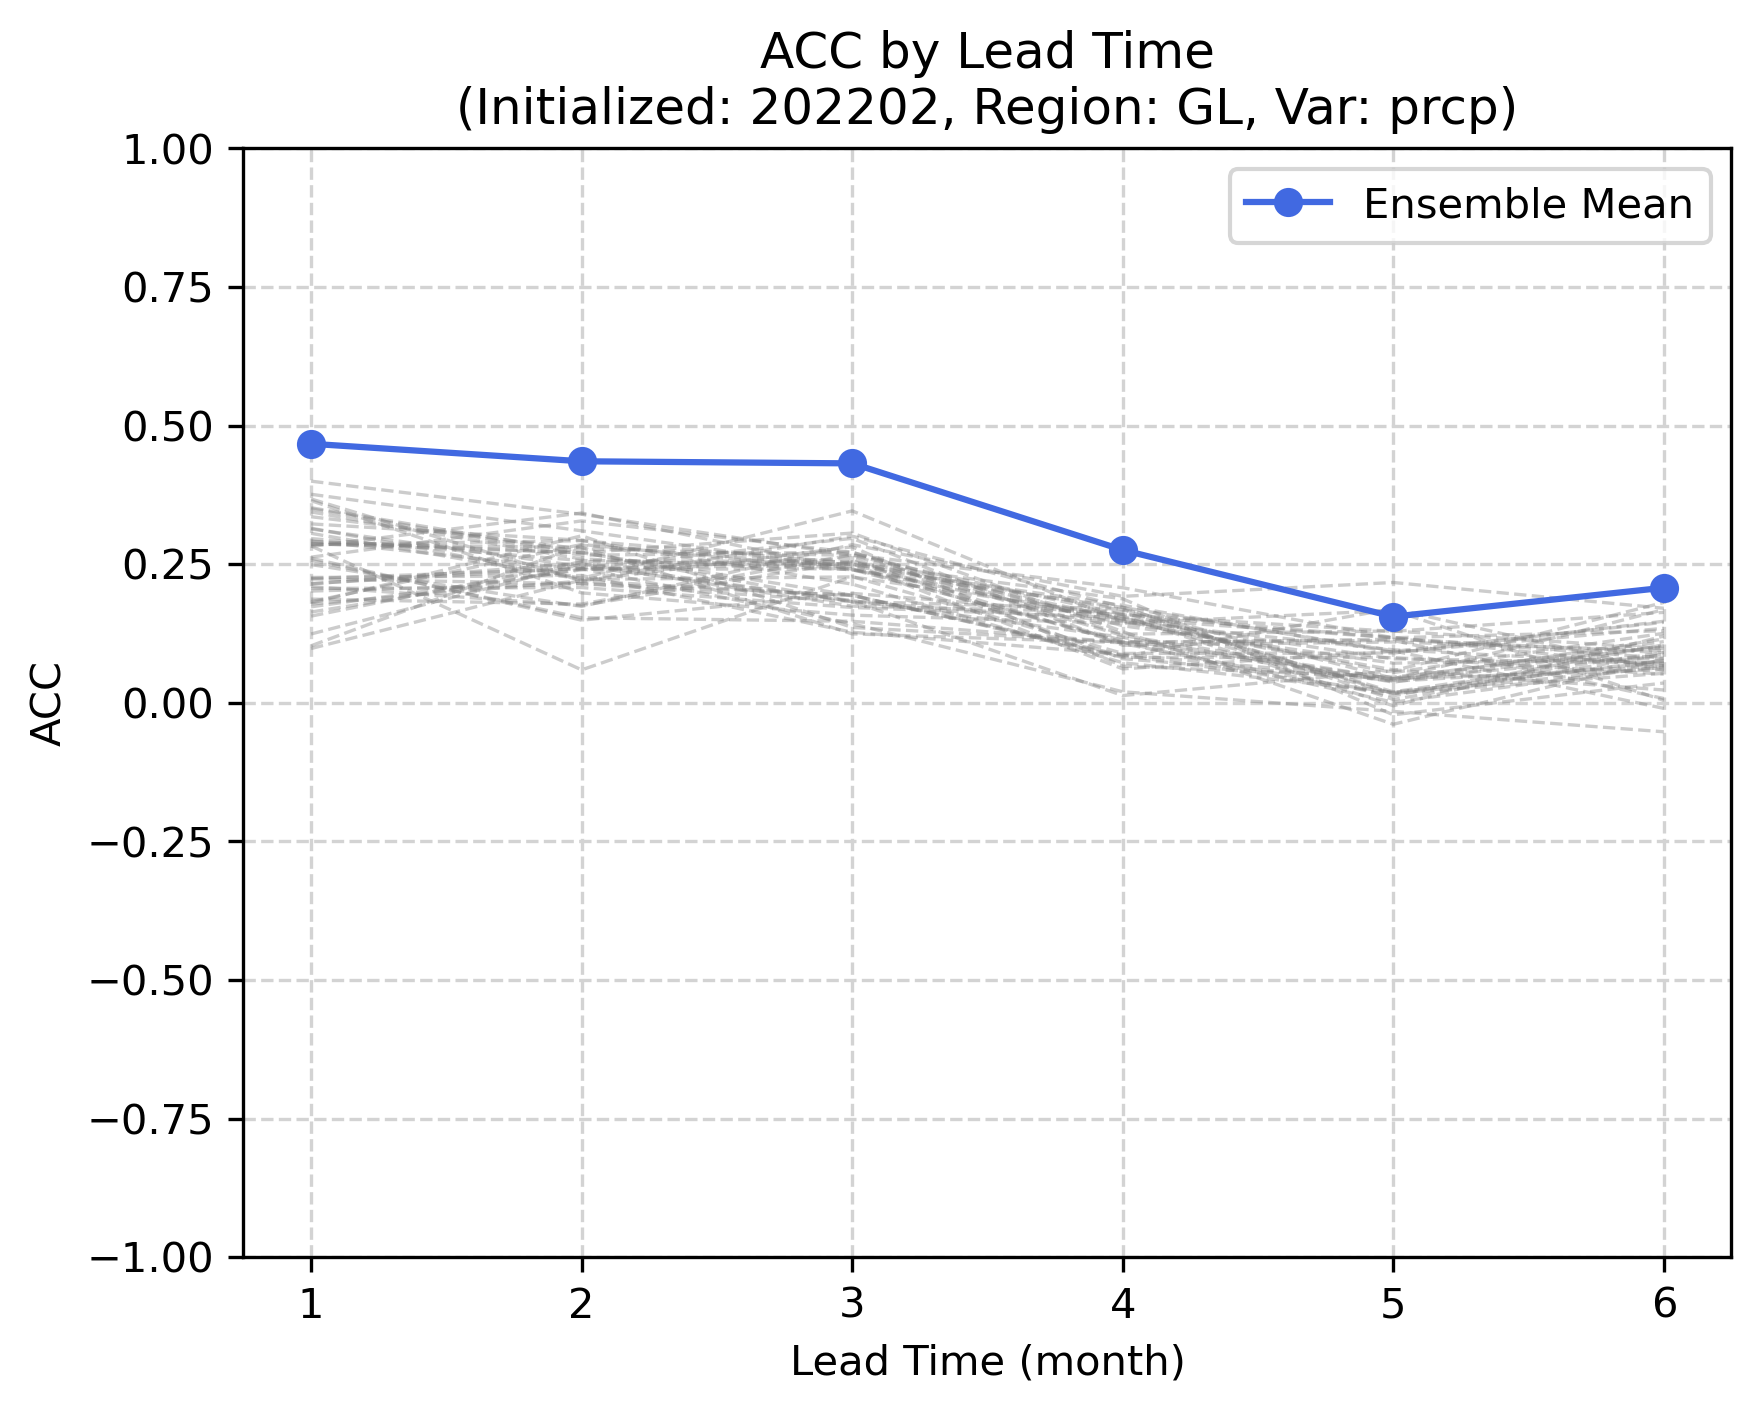 ACC by Lead Time
(Initialized: 202202, Region: GL, Var: prcp)
Ensemble Mean
1.00
0.75
0.50
0.25
0.00
−0.25
−0.50
−0.75
−1.00
ACC
1 2 3 4 5 6
Lead Time (month)